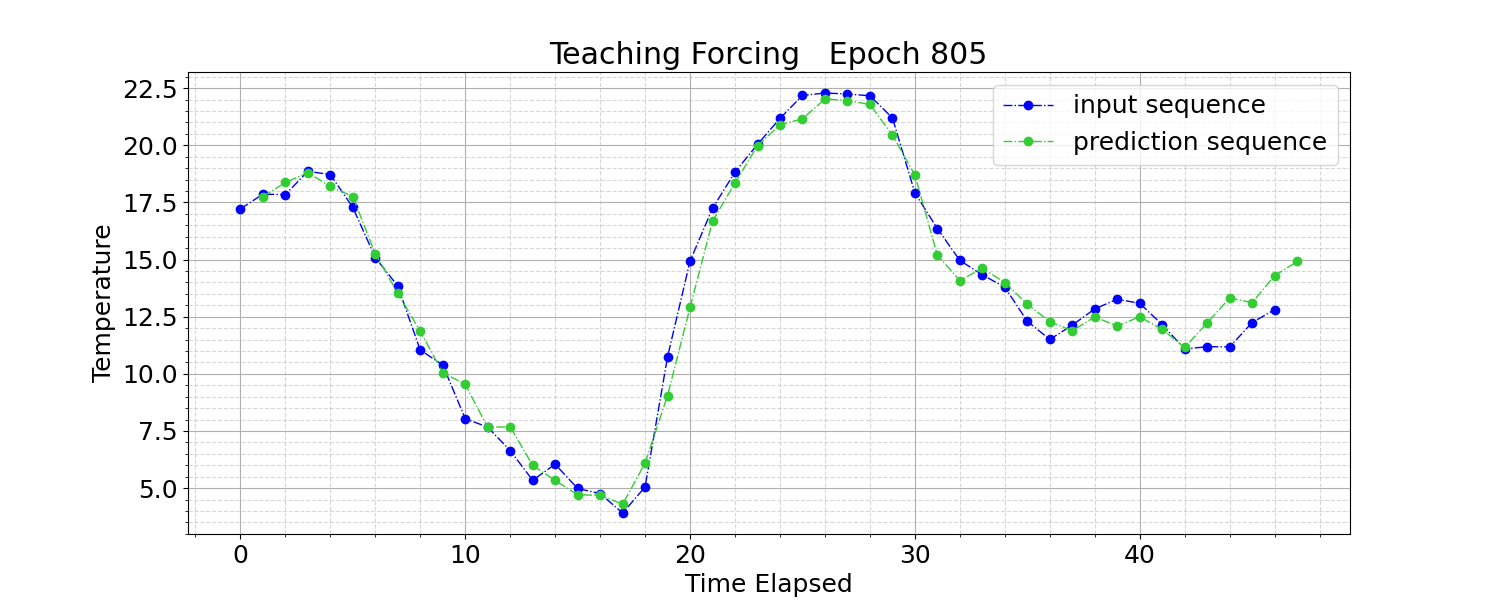 Teaching Forcing   Epoch 805
22.5
20.0
17.5
15.0
12.5
10.0
7.5
5.0
Temperature
input sequence
prediction sequence
0 10 20 30 40
Time Elapsed